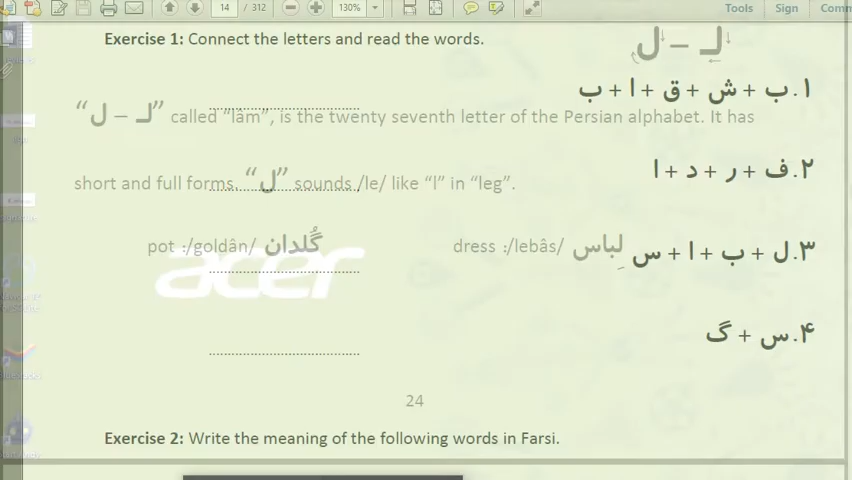 14 / 312
130%
Tools
Sign
Exercise 1: Connect the letters and read the words.
لـ – ل
۱. ب + ش + ق + ا + ب
“لـ – ل” called “lâm”, is the twenty seventh letter of the Persian alphabet. It has
۲. ف + ر + د + ا
short and full forms. “ل” sounds /le/ like “l” in “leg”.
pot :/goldân/ گُلدان
dress :/lebâs/ لِباس
۳. ل + ب + ا + س
acer
۴. س + گ
24
Exercise 2: Write the meaning of the following words in Farsi.